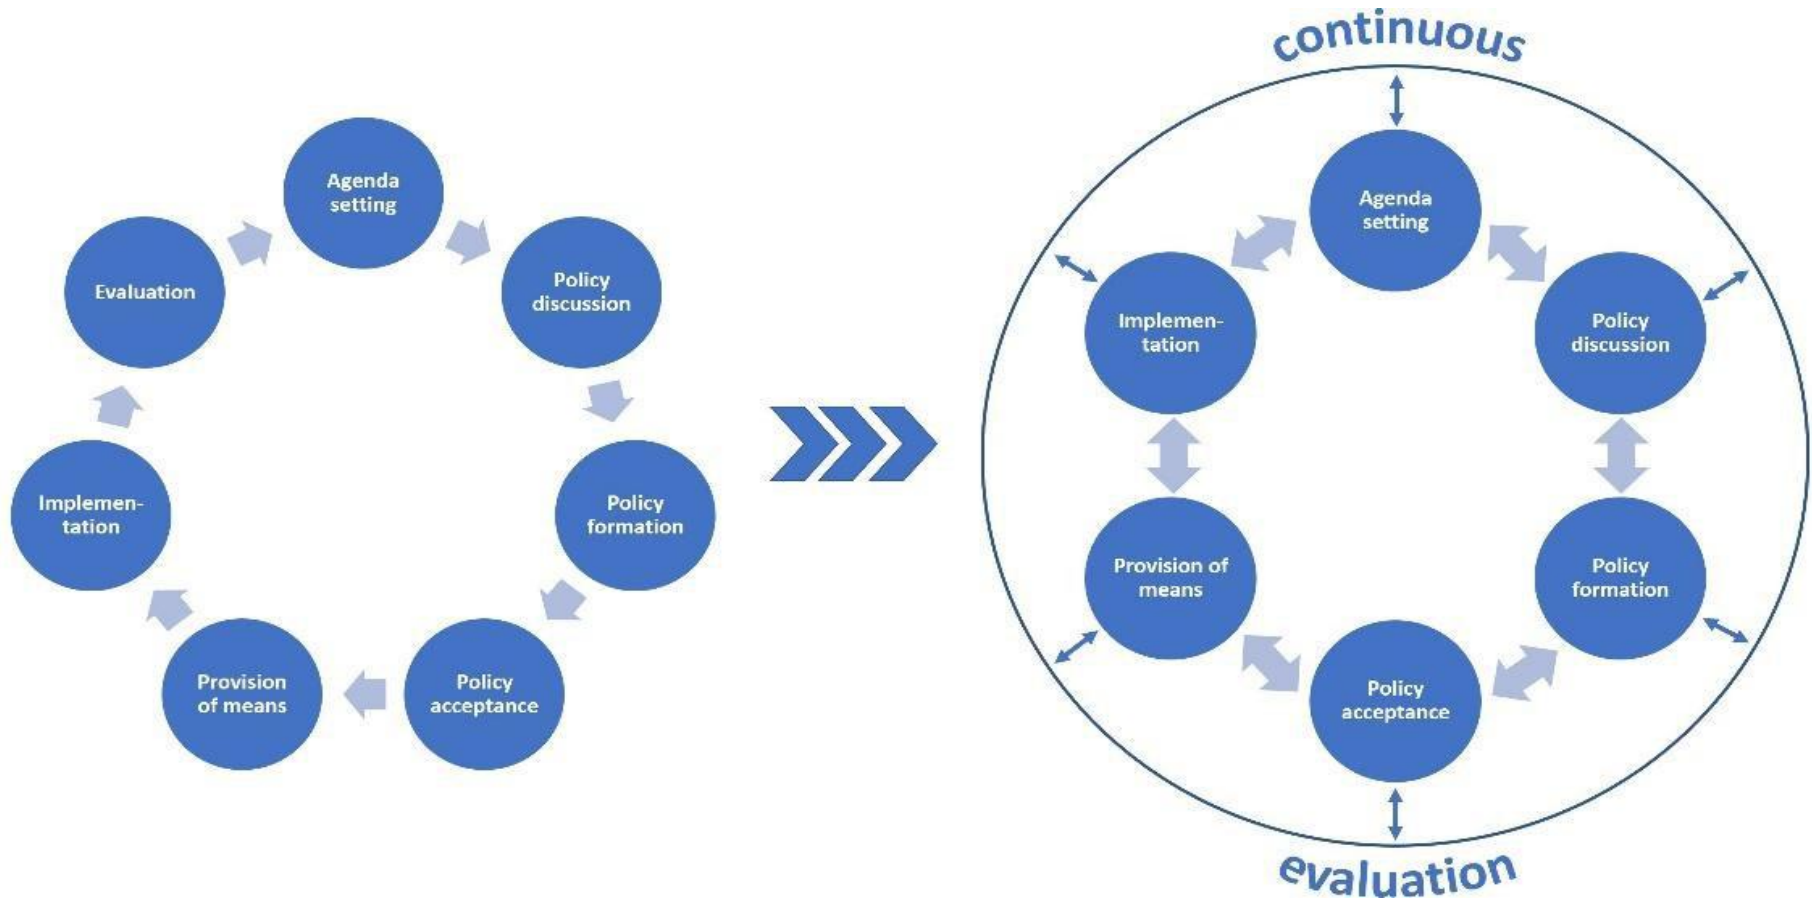 Agenda
setting
Policy
discussion
Policy
formation
Policy
acceptance
Provision
of means
Implemen-
tation
Evaluation
continuous
Agenda
setting
Policy
discussion
Policy
formation
Policy
acceptance
Provision of
means
Implemen-
tation
evaluation